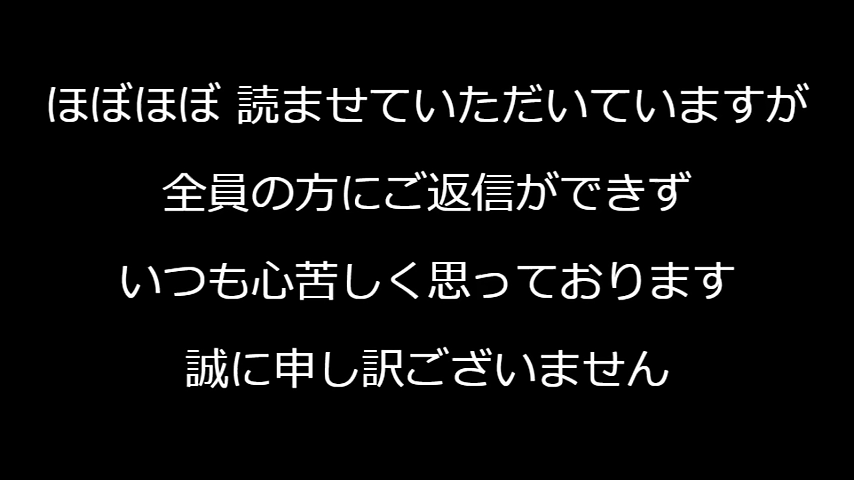 ほぼほぼ 読ませていただいていますが
全員の方にご返信ができず
いつも心苦しく思っております
誠に申し訳ございません